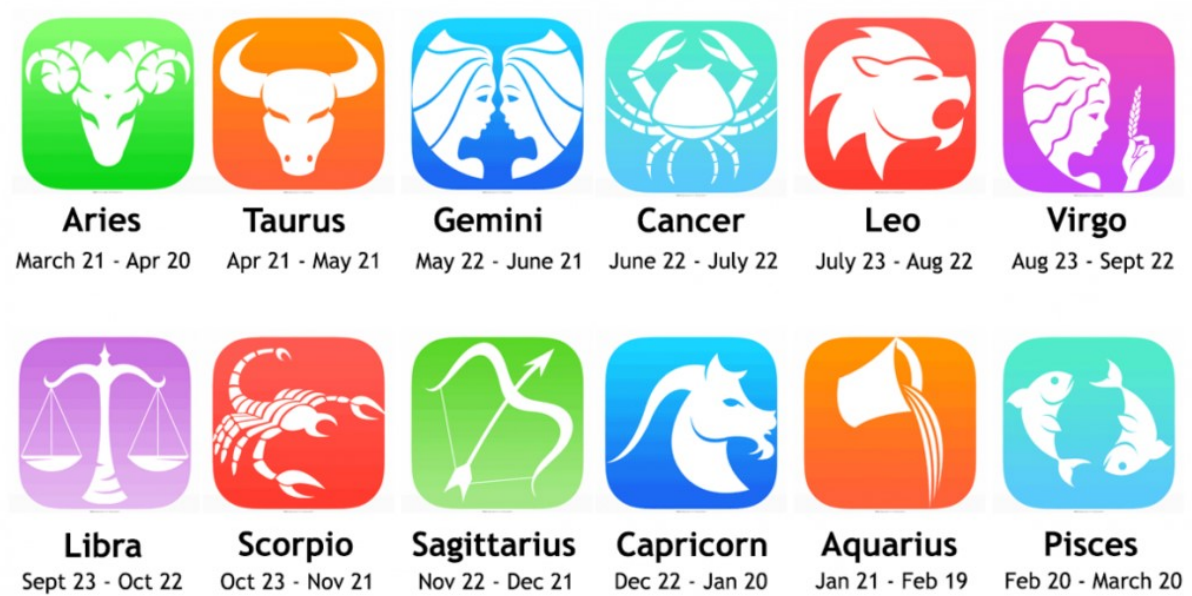 Aries Taurus Gemini Cancer Leo Virgo
March 21 - Apr 20 Apr 21 - May 21 May 22 - June 21 June 22 - July 22 July 23 - Aug 22 Aug 23 - Sept 22
Libra Scorpio Sagittarius Capricorn Aquarius Pisces
Sept 23 - Oct 22 Oct 23 - Nov 21 Nov 22 - Dec 21 Dec 22 - Jan 20 Jan 21 - Feb 19 Feb 20 - March 20